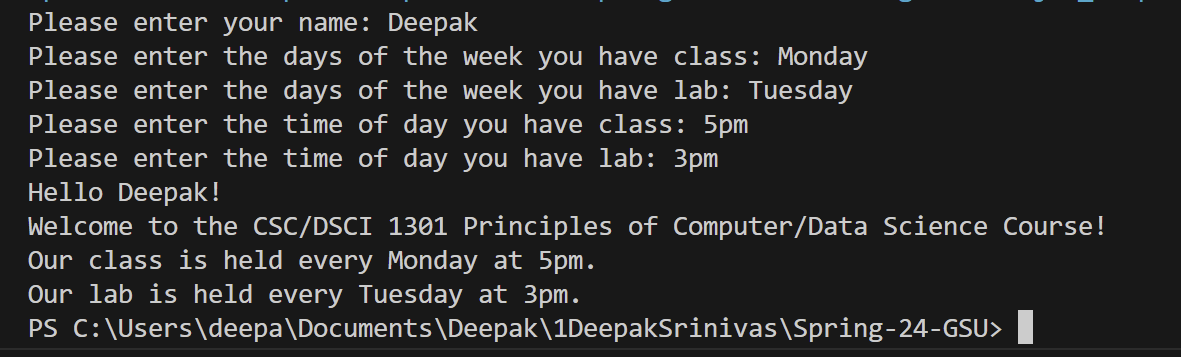 Please enter your name: Deepak
Please enter the days of the week you have class: Monday
Please enter the days of the week you have lab: Tuesday
Please enter the time of day you have class: 5pm
Please enter the time of day you have lab: 3pm
Hello Deepak!
Welcome to the CSC/DSCI 1301 Principles of Computer/Data Science Course!
Our class is held every Monday at 5pm.
Our lab is held every Tuesday at 3pm.
PS C:\Users\deepa\Documents\Deepak\1DeepakSrinivas\Spring-24-GSU>